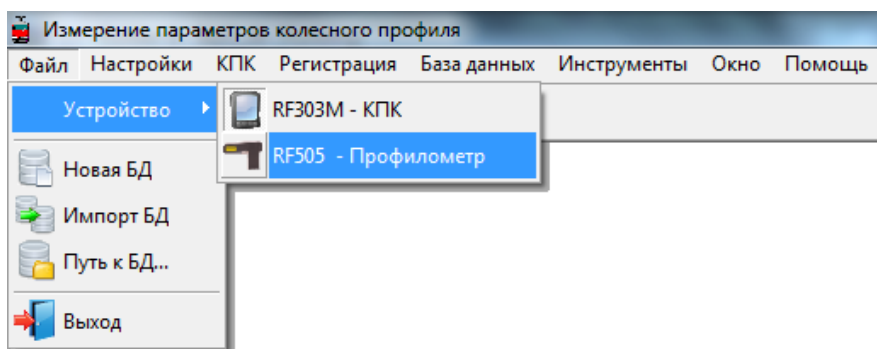 Измерение параметров колесного профиля
Файл Настройки КПК Регистрация База данных Инструменты Окно Помощь
Устройство
RF303M - КПК
RF505 - Профилометр
Новая БД
Импорт БД
Путь к БД...
Выход